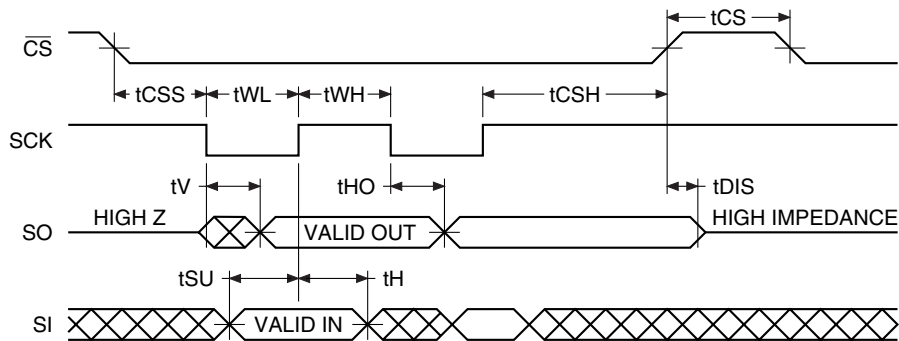 tCS
C̅S̅
tCSS tWL tWH tCSH
SCK
tV tHO tDIS
HIGH Z VALID OUT HIGH IMPEDANCE
SO
tSU tH
SI VALID IN